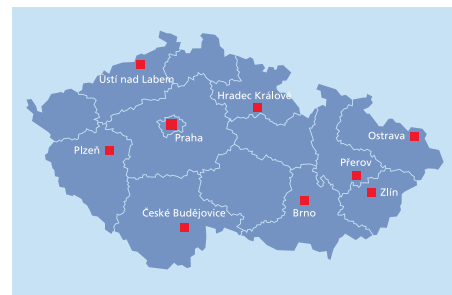 Ústí nad Labem
Hradec Králové
Praha
Ostrava
Plzeň
Přerov
Zlín
České Budějovice
Brno